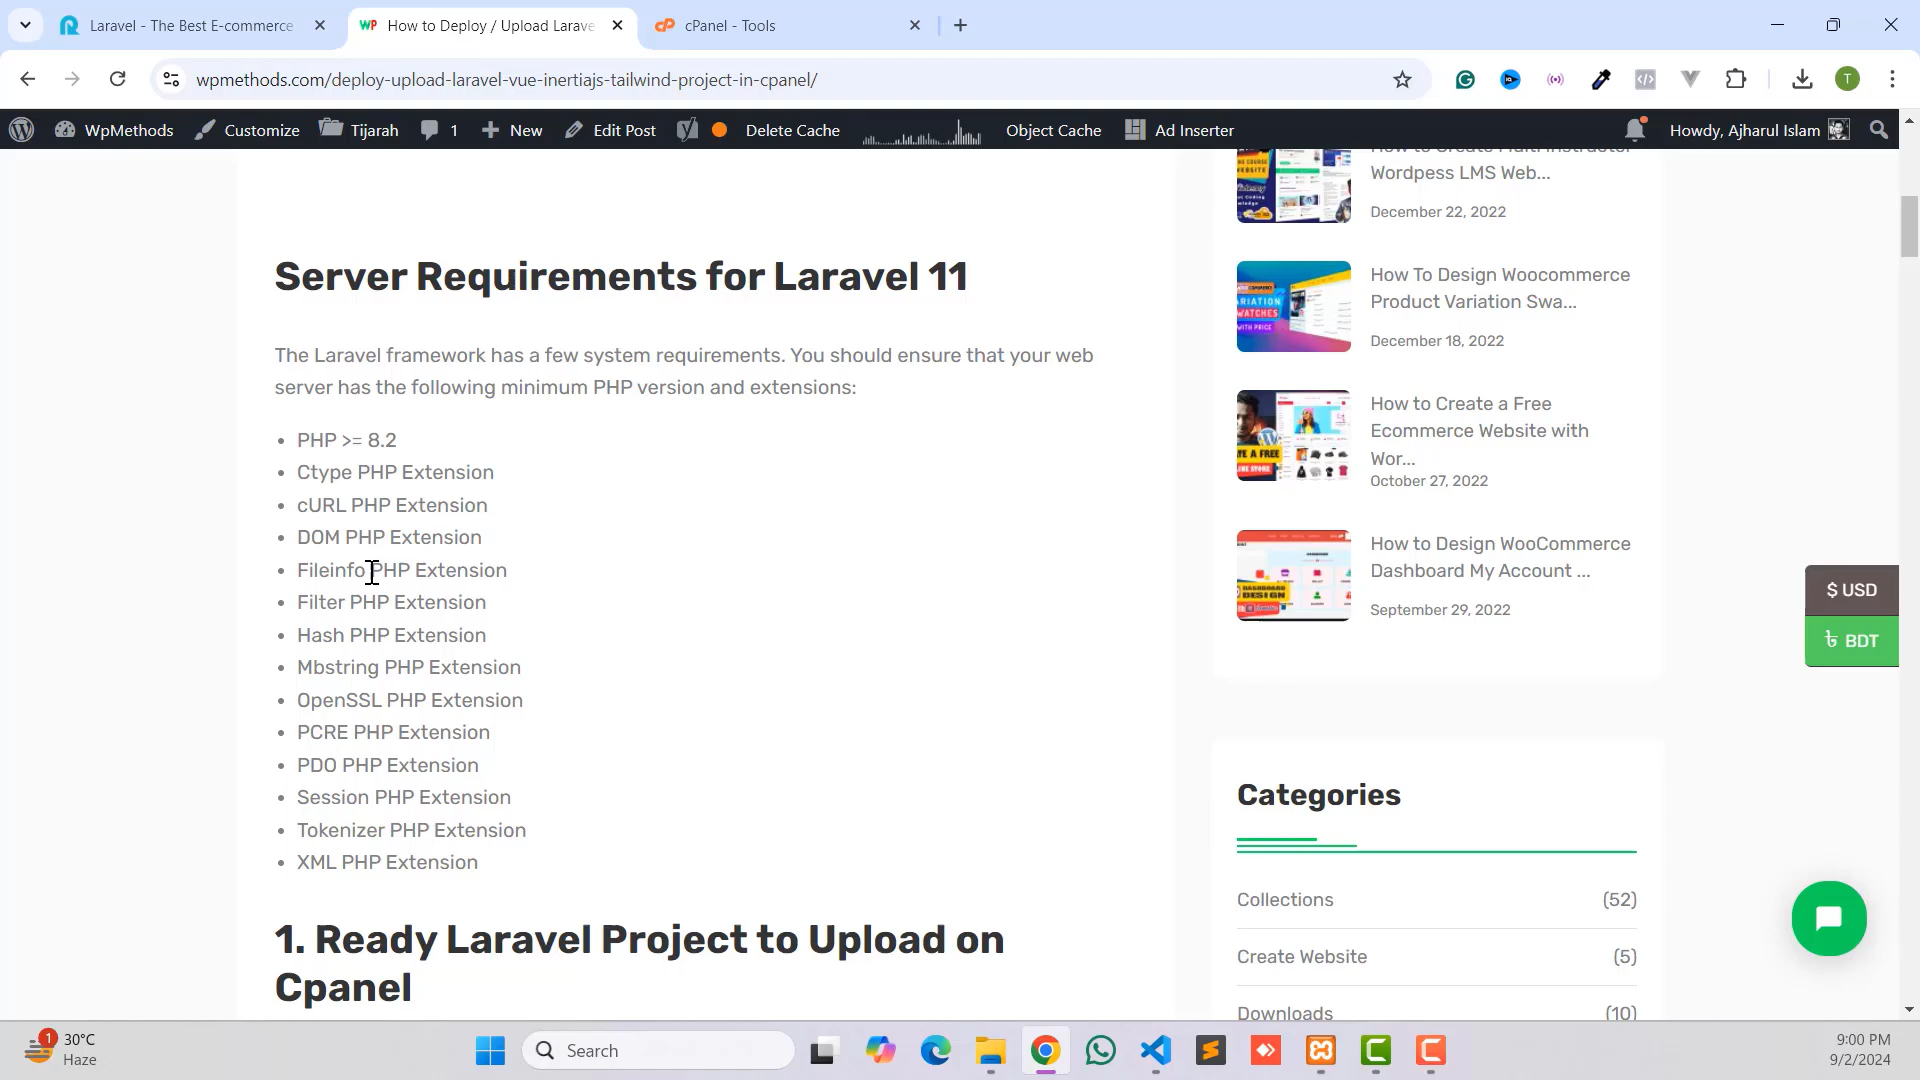 Laravel - The Best E-commerce
How to Deploy / Upload Larave
cPanel - Tools
wpmethods.com/deploy-upload-laravel-vue-inertiajs-tailwind-project-in-cpanel/
T
WpMethods
Customize
Tijarah
1
New
Edit Post
Delete Cache
Object Cache
Ad Inserter
Howdy, Ajharul Islam
Server Requirements for Laravel 11
The Laravel framework has a few system requirements. You should ensure that your web
server has the following minimum PHP version and extensions:
PHP >= 8.2
Ctype PHP Extension
cURL PHP Extension
DOM PHP Extension
Fileinfo PHP Extension
Filter PHP Extension
Hash PHP Extension
Mbstring PHP Extension
OpenSSL PHP Extension
PCRE PHP Extension
PDO PHP Extension
Session PHP Extension
Tokenizer PHP Extension
XML PHP Extension
1. Ready Laravel Project to Upload on
Cpanel
How to Create Multi Instructor
Wordpess LMS Web...
December 22, 2022
How To Design Woocommerce
Product Variation Swa...
December 18, 2022
How to Create a Free
Ecommerce Website with
Wor...
October 27, 2022
How to Design WooCommerce
Dashboard My Account ...
September 29, 2022
Categories
Collections (52)
Create Website (5)
Downloads (10)
$ USD
৳ BDT
1
30°C
Haze
Search
9:00 PM
9/2/2024